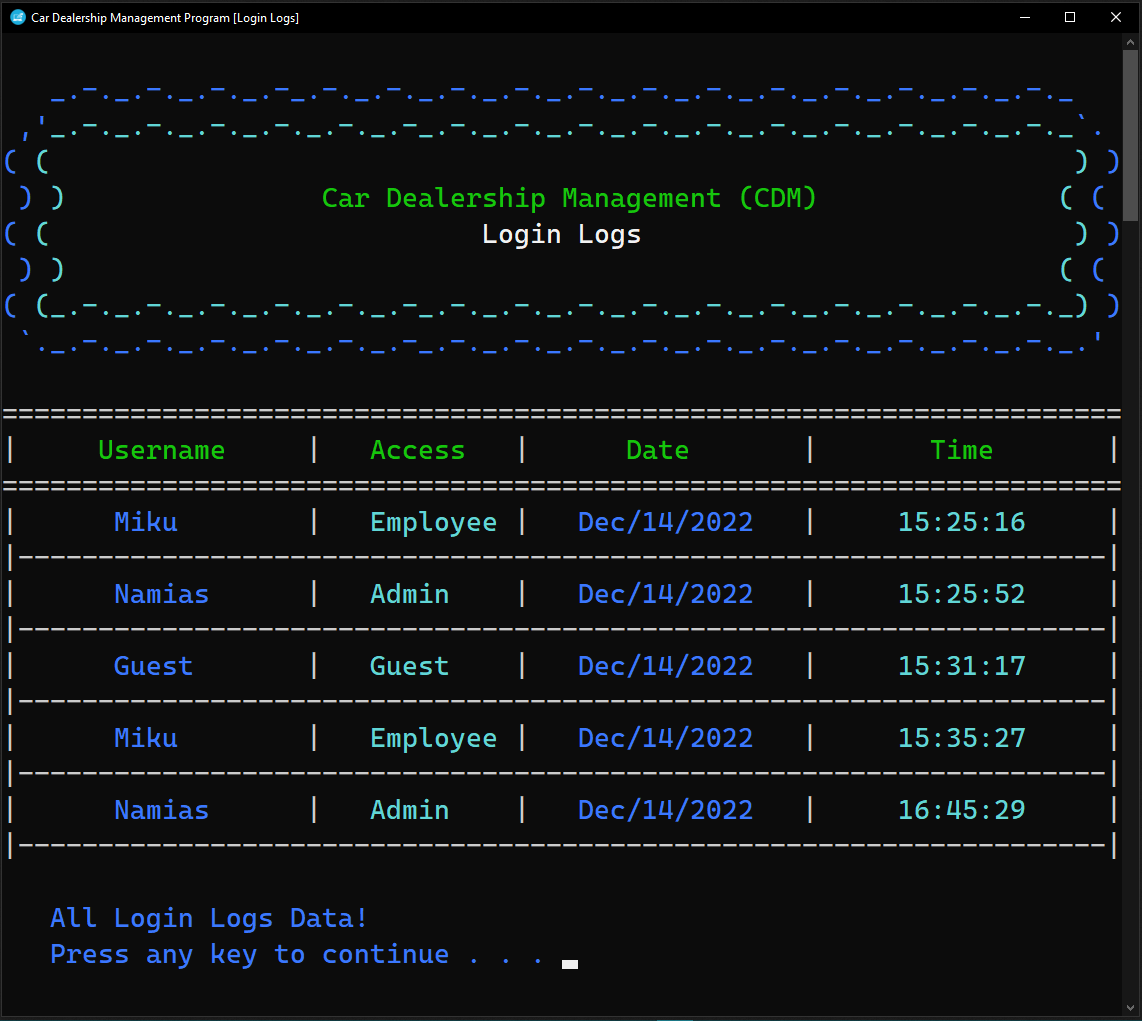 Car Dealership Management Program [Login Logs]
Car Dealership Management (CDM)
Login Logs
| Username | Access | Date | Time |
| Miku | Employee | Dec/14/2022 | 15:25:16 |
| Namias | Admin | Dec/14/2022 | 15:25:52 |
| Guest | Guest | Dec/14/2022 | 15:31:17 |
| Miku | Employee | Dec/14/2022 | 15:35:27 |
| Namias | Admin | Dec/14/2022 | 16:45:29 |
All Login Logs Data!
Press any key to continue . . .